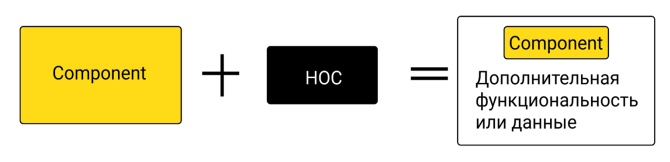 Component
+
HOC
=
Component
Дополнительная
функциональность
или данные